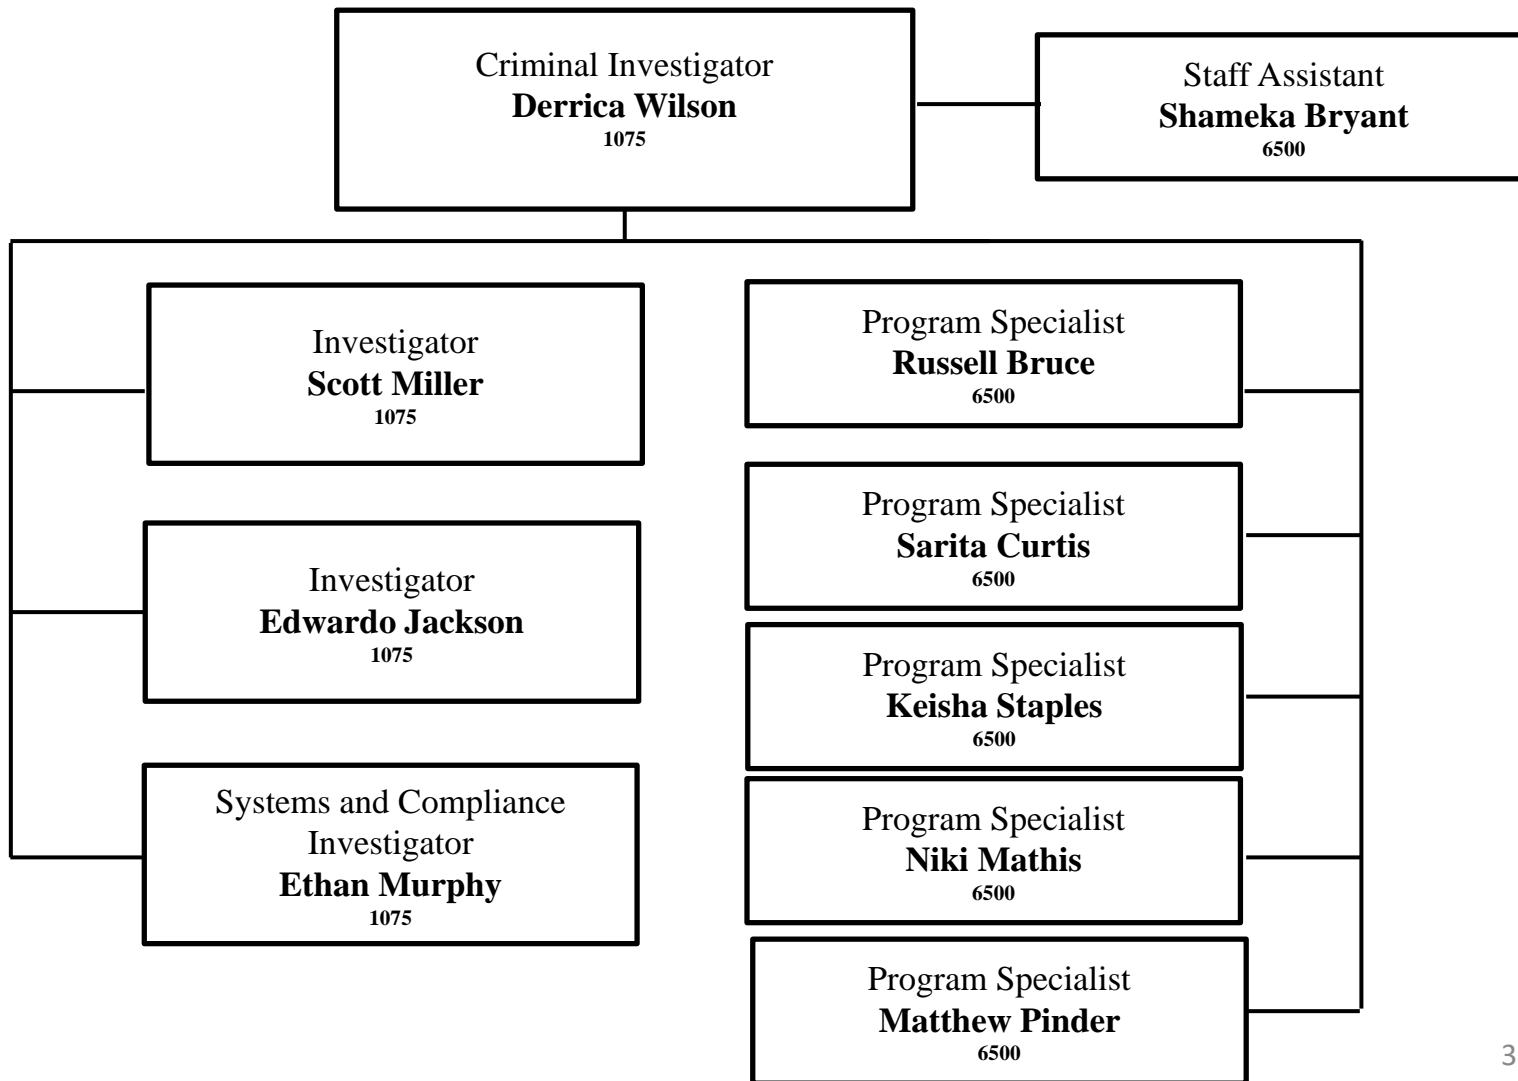 Criminal Investigator
Derrica Wilson
1075
Staff Assistant
Shameka Bryant
6500
Investigator
Scott Miller
1075
Investigator
Edwardo Jackson
1075
Systems and Compliance
Investigator
Ethan Murphy
1075
Program Specialist
Russell Bruce
6500
Program Specialist
Sarita Curtis
6500
Program Specialist
Keisha Staples
6500
Program Specialist
Niki Mathis
6500
Program Specialist
Matthew Pinder
6500
3